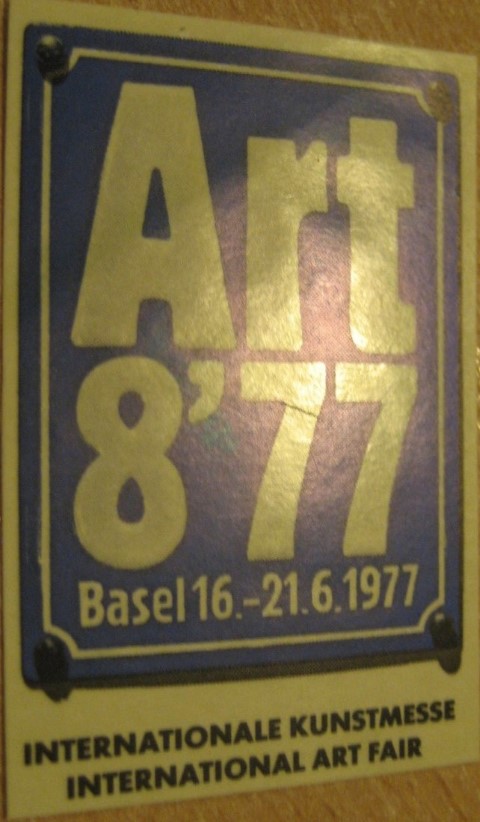 Art
8'77
Basel 16.-21.6.1977
INTERNATIONALE KUNSTMESSE
INTERNATIONAL ART FAIR